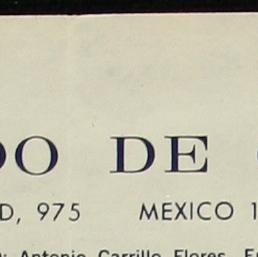 DO DE
D, 975 MEXICO 1
: Antonio Carrillo Flores, E